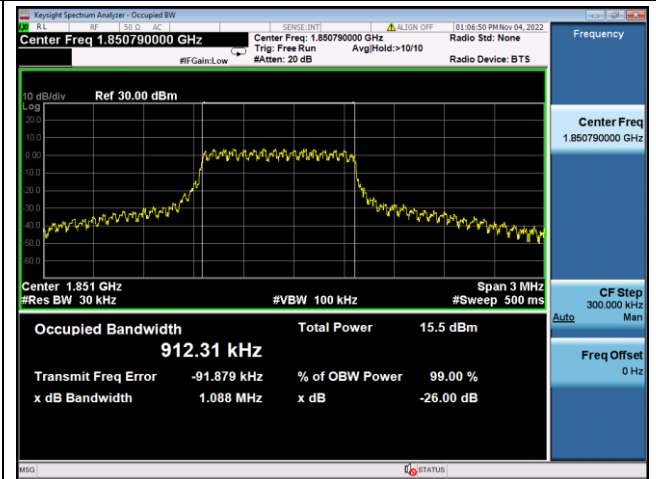 Keysight Spectrum Analyzer - Occupied BW
RL RF 50 Ω AC SENSE:INT ALIGN OFF 01:06:50 PM Nov 04, 2022
Center Freq 1.850790000 GHz
Center Freq: 1.850790000 GHz Radio Std: None
Trig: Free Run Avg|Hold:>10/10
#IFGain:Low #Atten: 20 dB Radio Device: BTS
Frequency
10 dB/div Ref 30.00 dBm
Log
20.0
10.0
0.00
-10.0
-20.0
-30.0
-40.0
-50.0
-60.0
Center Freq
1.850790000 GHz
Center 1.851 GHz Span 3 MHz
#Res BW 30 kHz #VBW 100 kHz #Sweep 500 ms
CF Step
300.000 kHz
Auto Man
Occupied Bandwidth Total Power 15.5 dBm
912.31 kHz
Transmit Freq Error -91.879 kHz % of OBW Power 99.00 %
x dB Bandwidth 1.088 MHz x dB -26.00 dB
Freq Offset
0 Hz
MSG STATUS